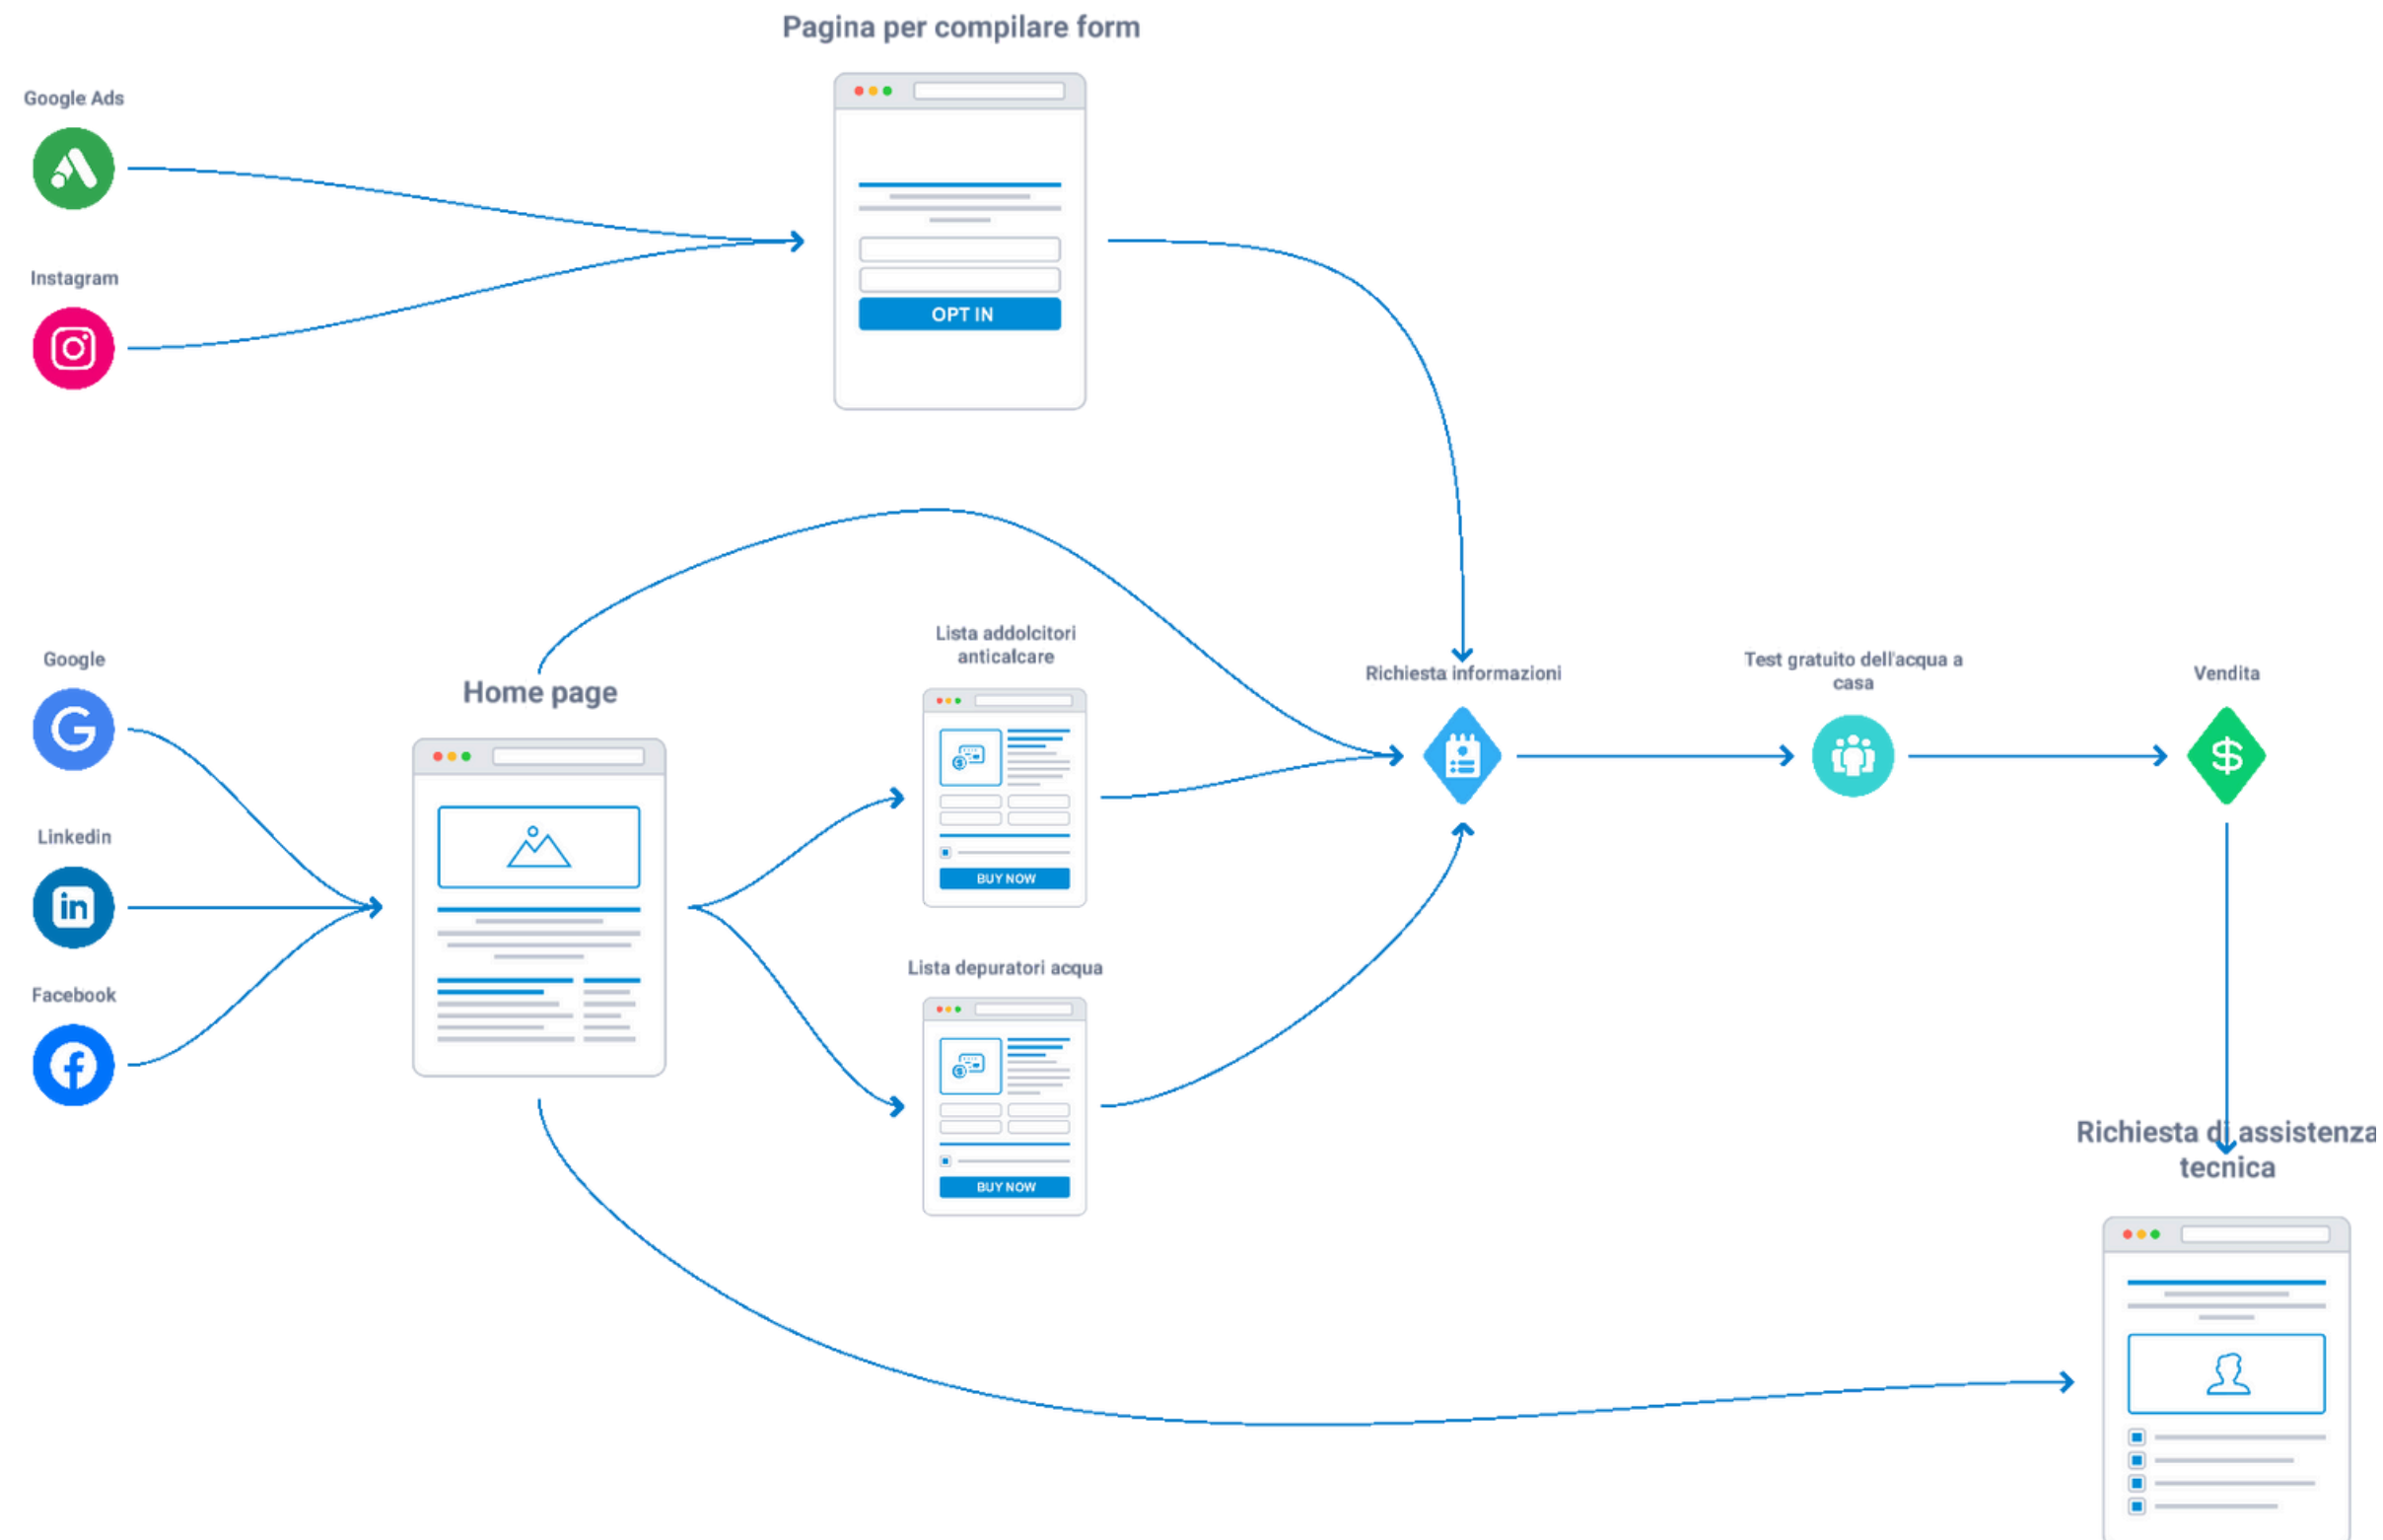 Pagina per compilare form
Google Ads
Instagram
OPT IN
Google
Linkedin
Facebook
Home page
Lista addolcitori
anticalcare
BUY NOW
Lista depuratori acqua
BUY NOW
Richiesta informazioni
Test gratuito dell'acqua a
casa
Vendita
Richiesta di assistenza
tecnica